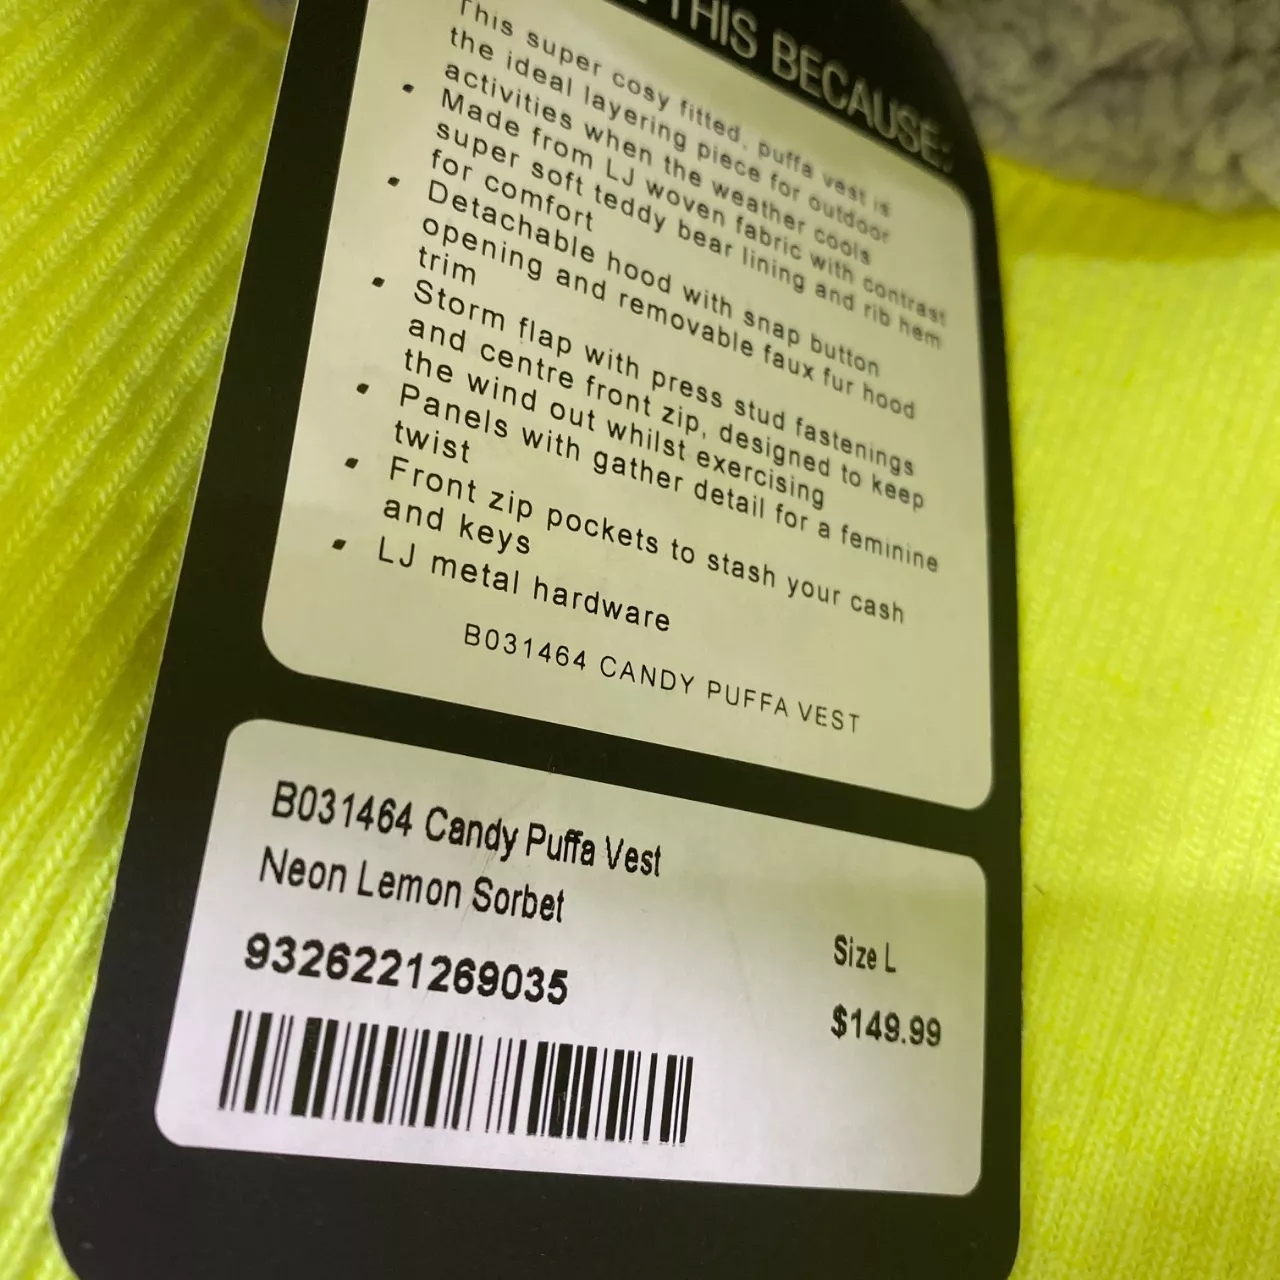 THIS BECAUSE:
This super cosy fitted, puffa vest is
the ideal layering piece for outdoor
activities when the weather cools
• Made from LJ woven fabric with contrast
super soft teddy bear lining and rib hem
for comfort
• Detachable hood with snap button
opening and removable faux fur hood
trim
• Storm flap with press stud fastenings
and centre front zip, designed to keep
the wind out whilst exercising
• Panels with gather detail for a feminine
twist
• Front zip pockets to stash your cash
and keys
• LJ metal hardware
B031464 CANDY PUFFA VEST
B031464 Candy Puffa Vest
Neon Lemon Sorbet
9326221269035
Size L
$149.99